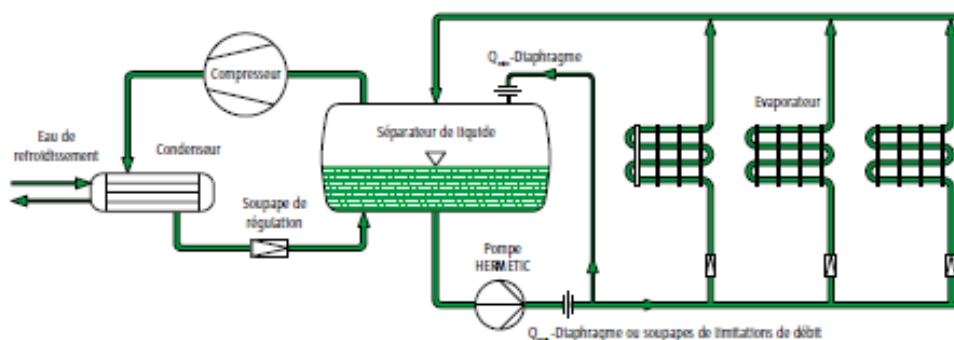 Q -Diaphragme
Compresseur
Evaporateur
Séparateur de liquide
Eau de
refroidissement
Condenseur
Soupape de
régulation
Pompe
HERMETIC
Q -Diaphragme ou soupapes de limitations de débit